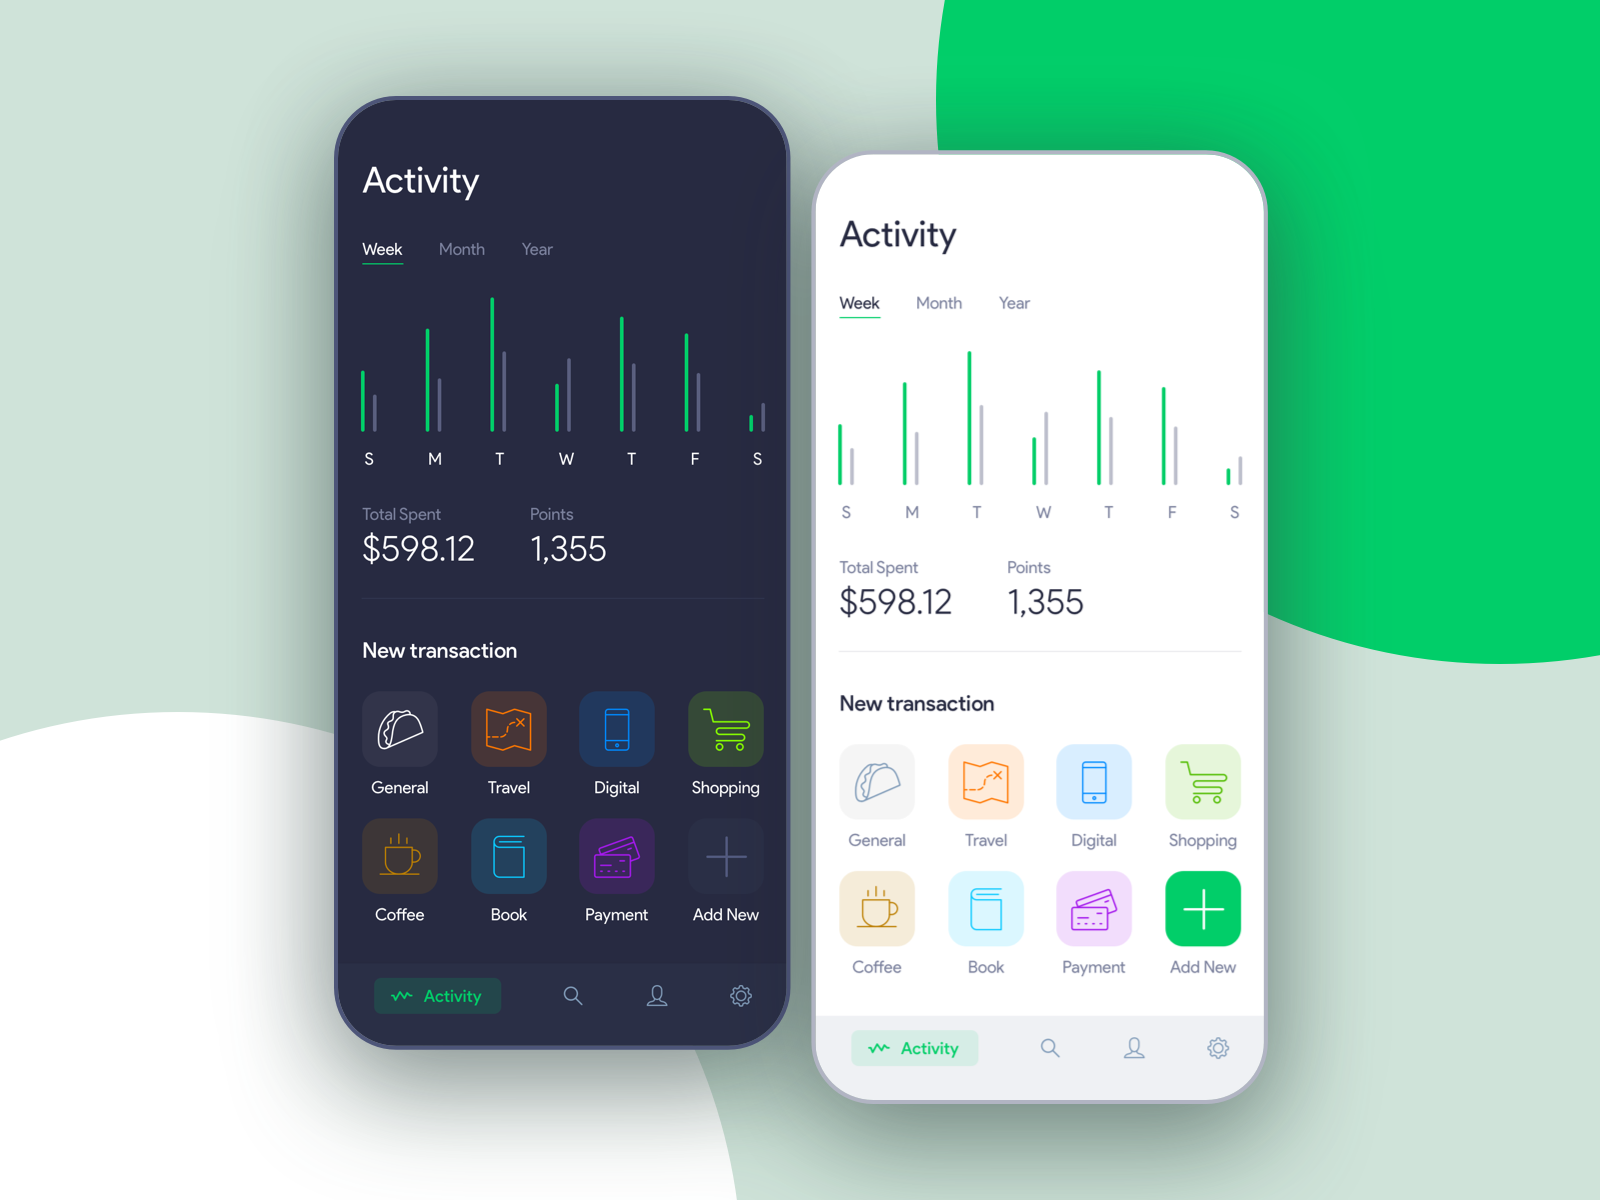 Activity
Week Month Year
S M T W T F S
Total Spent Points
$598.12 1,355
New transaction
General Travel Digital Shopping
Coffee Book Payment Add New
Activity
Activity
Week Month Year
S M T W T F S
Total Spent Points
$598.12 1,355
New transaction
General Travel Digital Shopping
Coffee Book Payment Add New
Activity